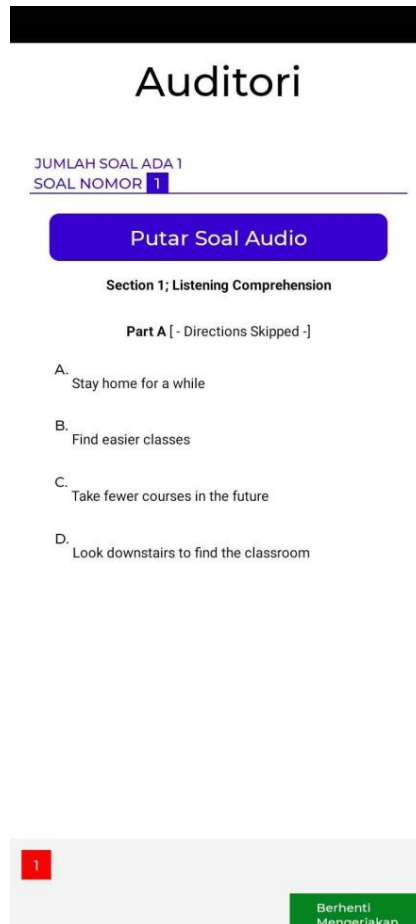 Auditori
JUMLAH SOAL ADA 1
SOAL NOMOR 1
Putar Soal Audio
Section 1; Listening Comprehension
Part A [ - Directions Skipped -]
A.
Stay home for a while
B.
Find easier classes
C.
Take fewer courses in the future
D.
Look downstairs to find the classroom
1
Berhenti
Mengerjakan